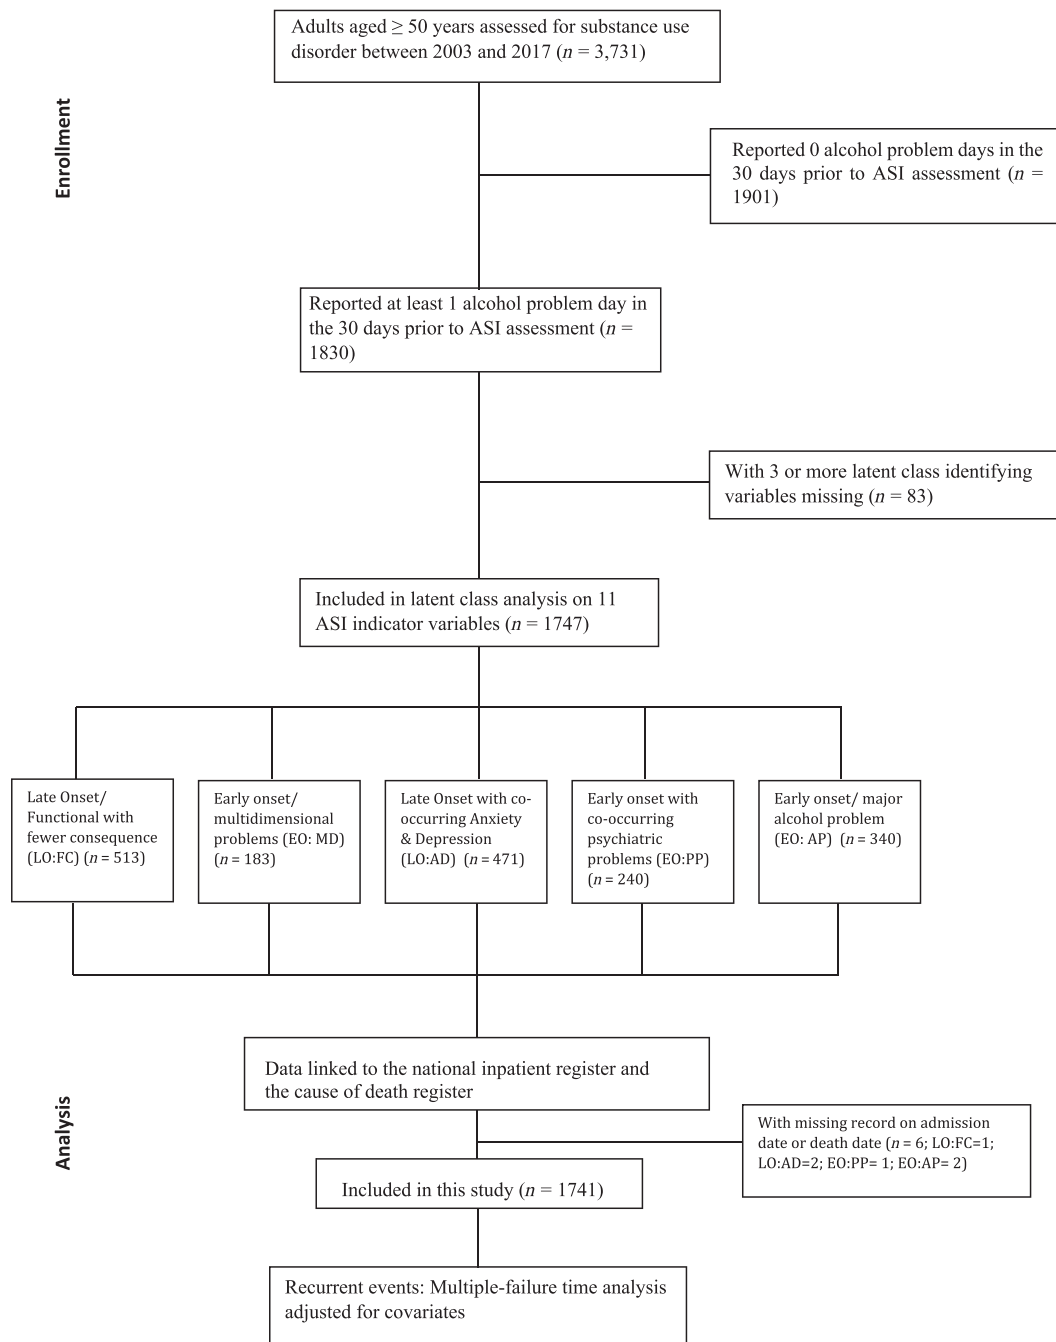 Adults aged ≥ 50 years assessed for substance use
disorder between 2003 and 2017 (n = 3,731)
Enrollment
Reported 0 alcohol problem days in the
30 days prior to ASI assessment (n =
1901)
Reported at least 1 alcohol problem day in
the 30 days prior to ASI assessment (n =
1830)
With 3 or more latent class identifying
variables missing (n = 83)
Included in latent class analysis on 11
ASI indicator variables (n = 1747)
Late Onset/
Functional with
fewer consequence
(LO:FC) (n = 513)
Early onset/
multidimensional
problems (EO: MD)
(n = 183)
Late Onset with co-
occurring Anxiety
& Depression
(LO:AD) (n = 471)
Early onset with
co-occurring
psychiatric
problems (EO:PP)
(n = 240)
Early onset/ major
alcohol problem
(EO: AP) (n = 340)
Data linked to the national inpatient register and
the cause of death register
Analysis
With missing record on admission
date or death date (n = 6; LO:FC=1;
LO:AD=2; EO:PP= 1; EO:AP= 2)
Included in this study (n = 1741)
Recurrent events: Multiple-failure time analysis
adjusted for covariates